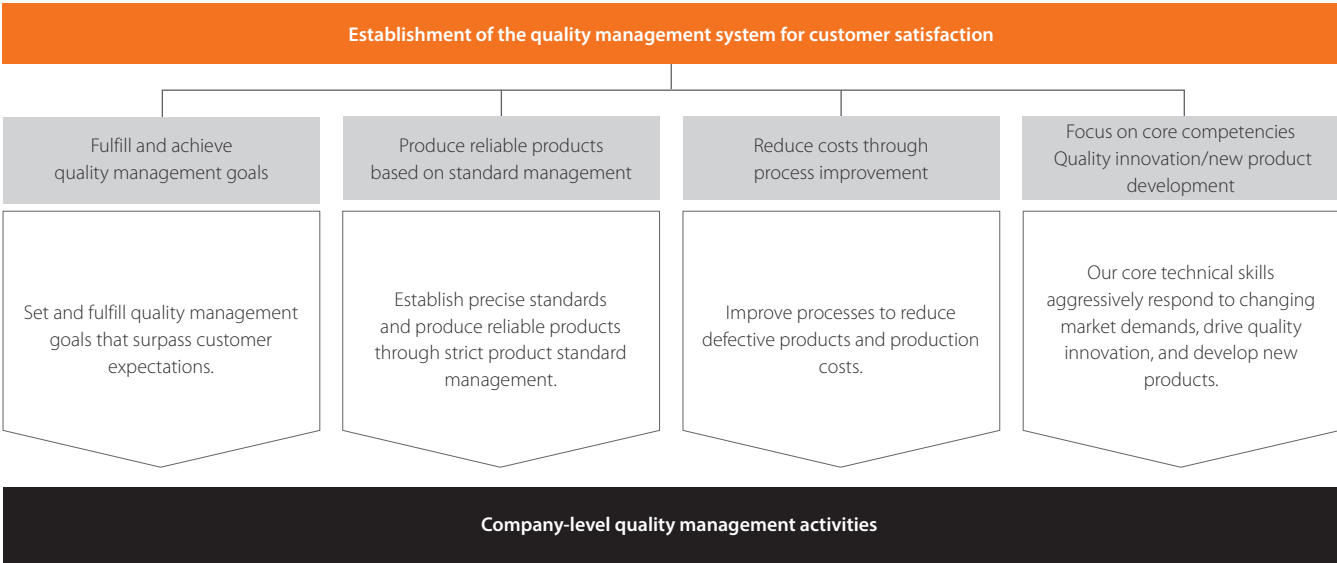 Establishment of the quality management system for customer satisfaction
Fulfill and achieve
quality management goals
Produce reliable products
based on standard management
Reduce costs through
process improvement
Focus on core competencies
Quality innovation/new product
development
Set and fulfill quality management
goals that surpass customer
expectations.
Establish precise standards
and produce reliable products
through strict product standard
management.
Improve processes to reduce
defective products and production
costs.
Our core technical skills
aggressively respond to changing
market demands, drive quality
innovation, and develop new
products.
Company-level quality management activities